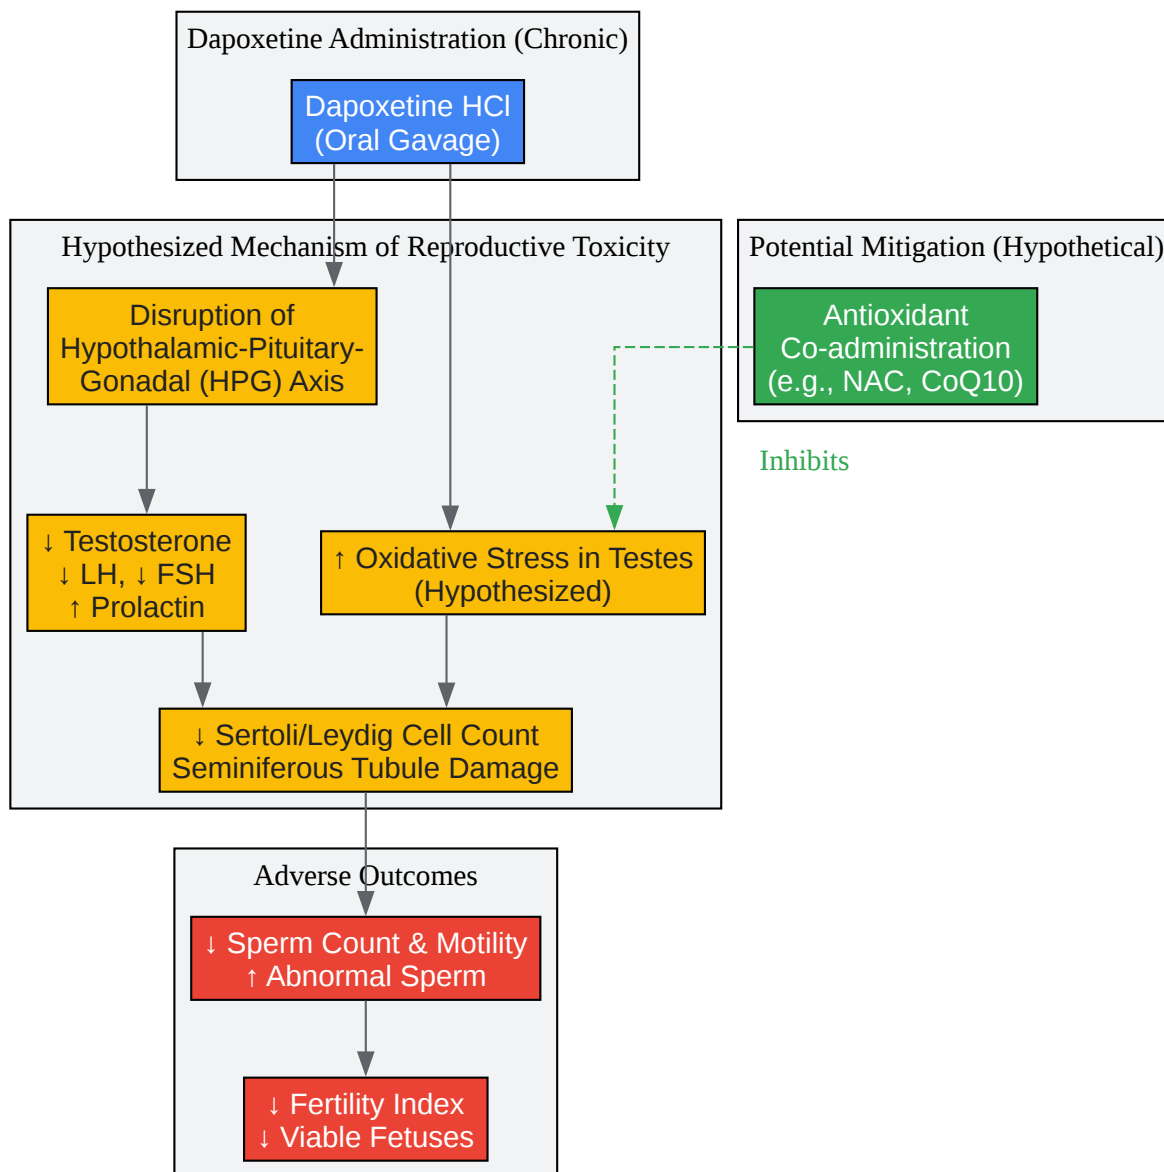 Dapoxetine Administration (Chronic)
Dapoxetine HCl
(Oral Gavage)
Hypothesized Mechanism of Reproductive Toxicity
Disruption of
Hypothalamic-Pituitary-
Gonadal (HPG) Axis
↓ Testosterone
↓ LH, ↓ FSH
↑ Prolactin
↑ Oxidative Stress in Testes
(Hypothesized)
↓ Sertoli/Leydig Cell Count
Seminiferous Tubule Damage
Potential Mitigation (Hypothetical)
Antioxidant
Co-administration
(e.g., NAC, CoQ10)
Inhibits
Adverse Outcomes
↓ Sperm Count & Motility
↑ Abnormal Sperm
↓ Fertility Index
↓ Viable Fetuses